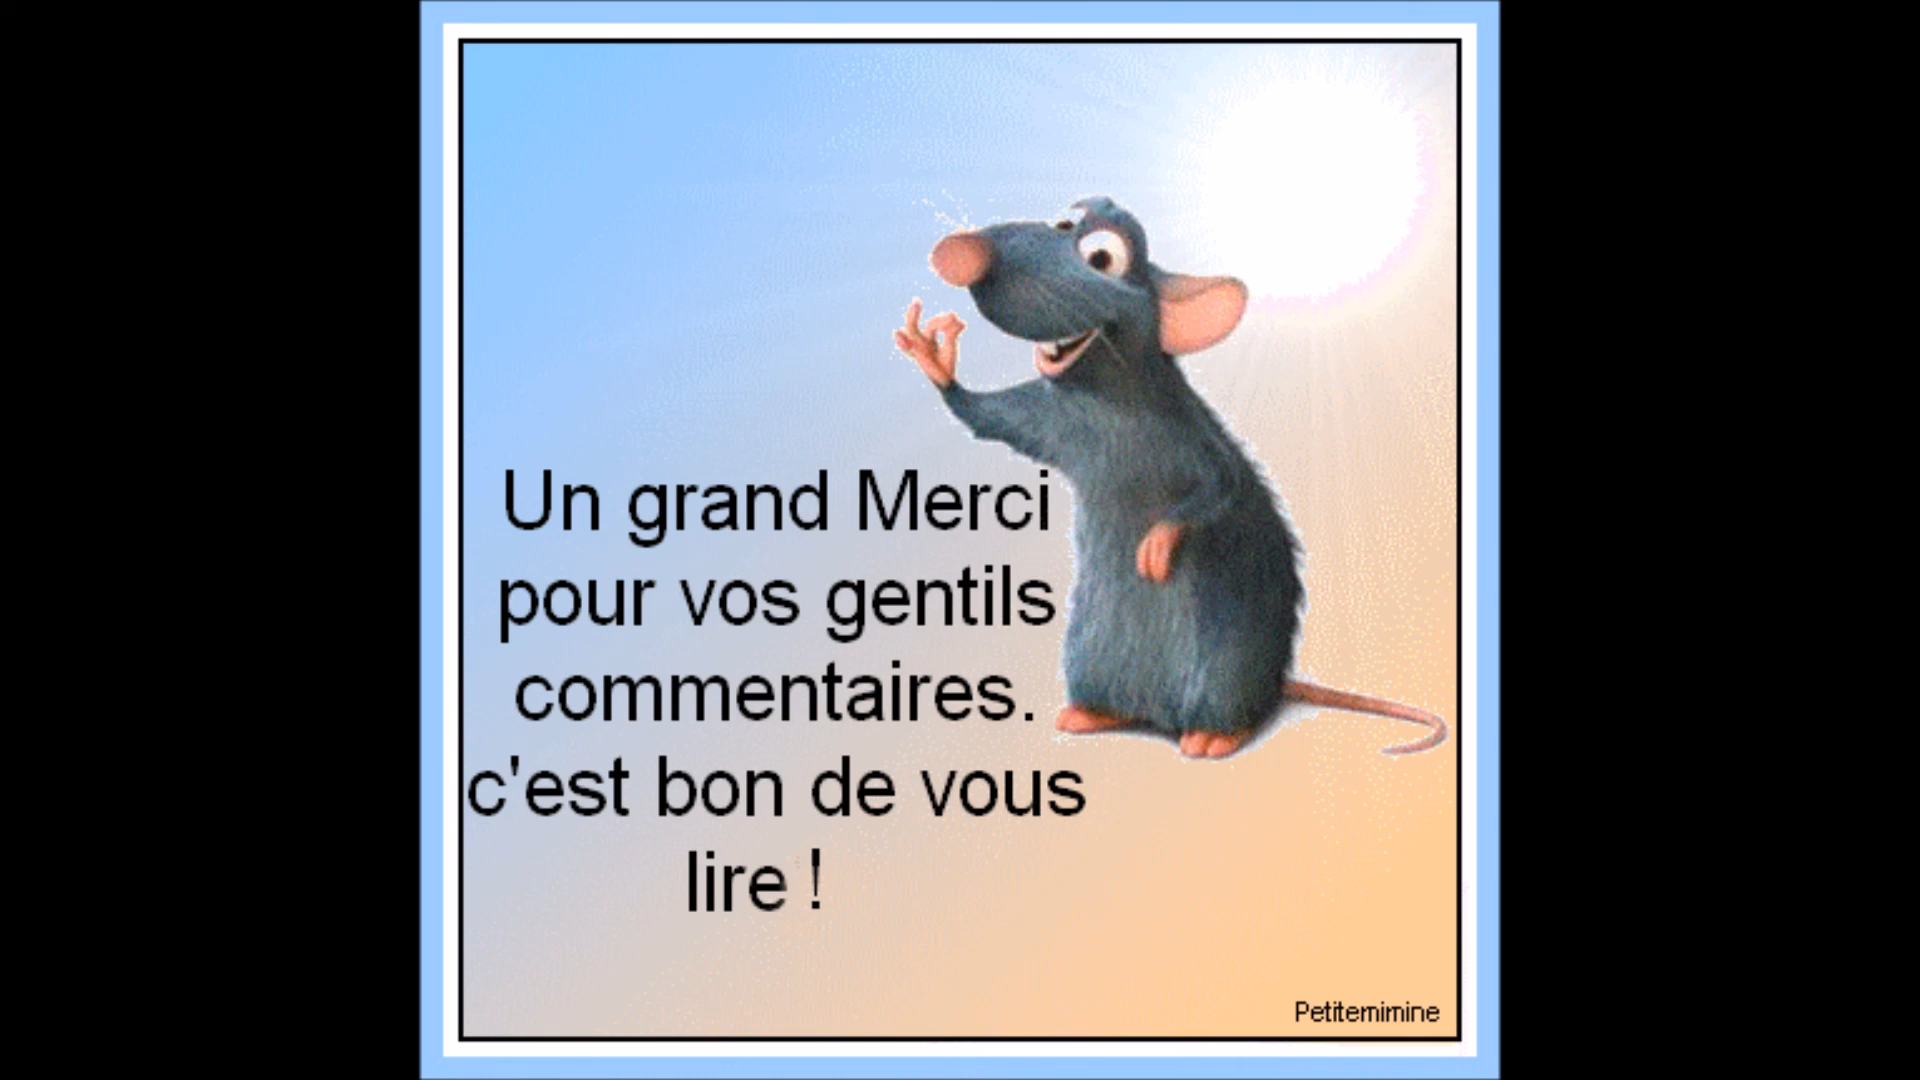 Un grand Merci
pour vos gentils
commentaires.
c'est bon de vous
lire !
Petitemimine